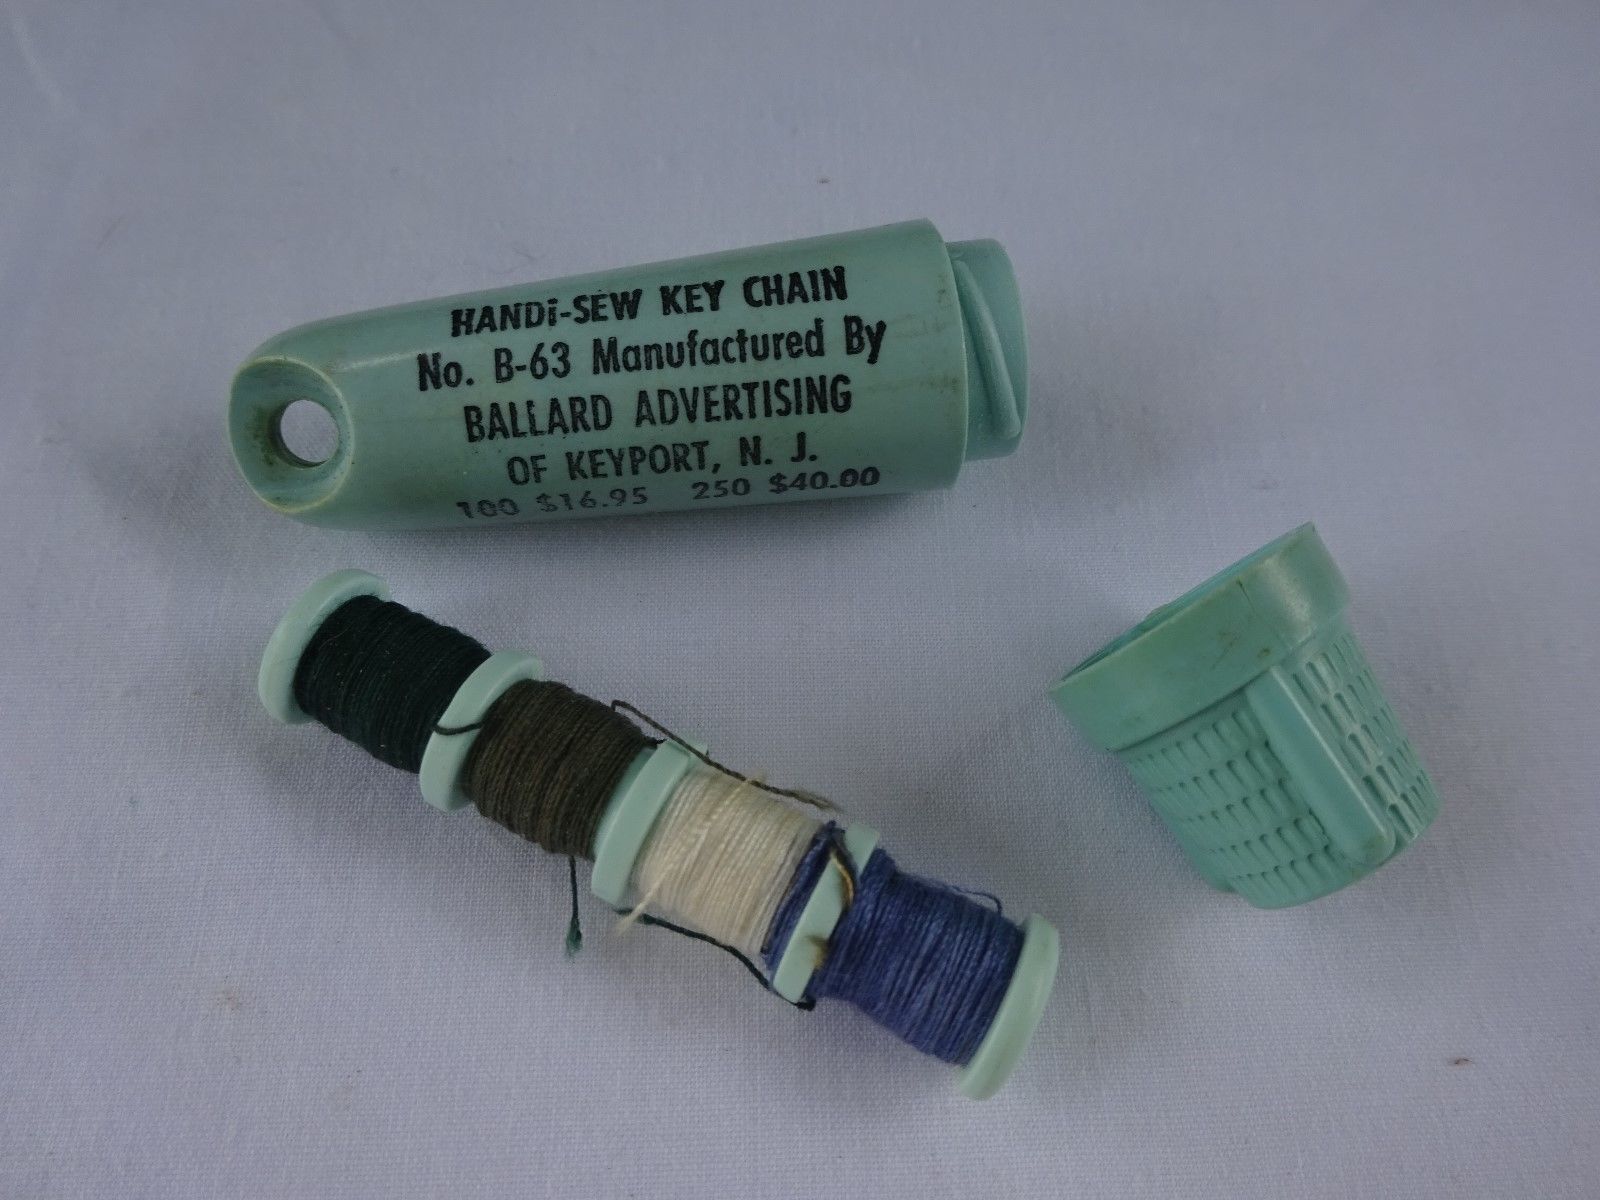 HANDi-SEW KEY CHAIN
No. B-63 Manufactured By
BALLARD ADVERTISING
OF KEYPORT, N. J.
100 $16.95 250 $40.00